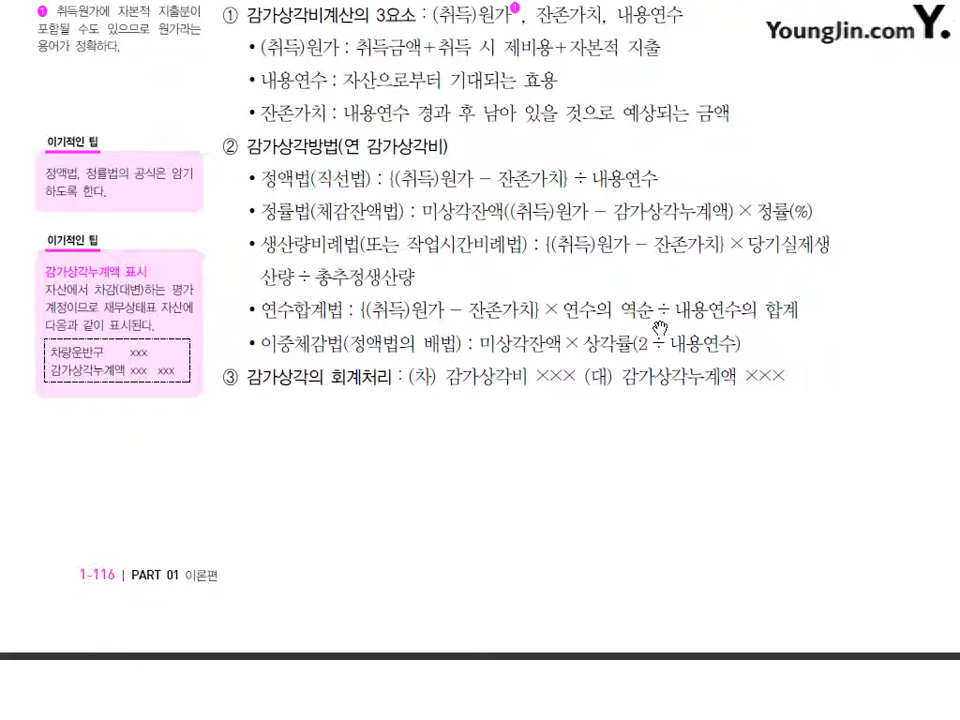 ❶ 취득원가에 자본적 지출분이
포함될 수도 있으므로 원가라는
용어가 정확하다.
YoungJin.com Y.
① 감가상각비계산의 3요소 : (취득)원가❶, 잔존가치, 내용연수
• (취득)원가 : 취득금액+취득 시 제비용+자본적 지출
• 내용연수 : 자산으로부터 기대되는 효용
• 잔존가치 : 내용연수 경과 후 남아 있을 것으로 예상되는 금액
이기적인 팁
정액법, 정률법의 공식은 암기
하도록 한다.
② 감가상각방법(연 감가상각비)
• 정액법(직선법) : {(취득)원가 − 잔존가치} ÷ 내용연수
• 정률법(체감잔액법) : 미상각잔액((취득)원가 − 감가상각누계액) × 정률(%)
• 생산량비례법(또는 작업시간비례법) : {(취득)원가 − 잔존가치} × 당기실제생
산량 ÷ 총추정생산량
• 연수합계법 : {(취득)원가 − 잔존가치} × 연수의 역순 ÷ 내용연수의 합계
• 이중체감법(정액법의 배법) : 미상각잔액 × 상각률(2 ÷ 내용연수)
이기적인 팁
감가상각누계액 표시
자산에서 차감(대변)하는 평가
계정이므로 재무상태표 자산에
다음과 같이 표시된다.
차량운반구 xxx
감가상각누계액 xxx xxx
③ 감가상각의 회계처리 : (차) 감가상각비 ××× (대) 감가상각누계액 ×××
1-116 | PART 01 이론편